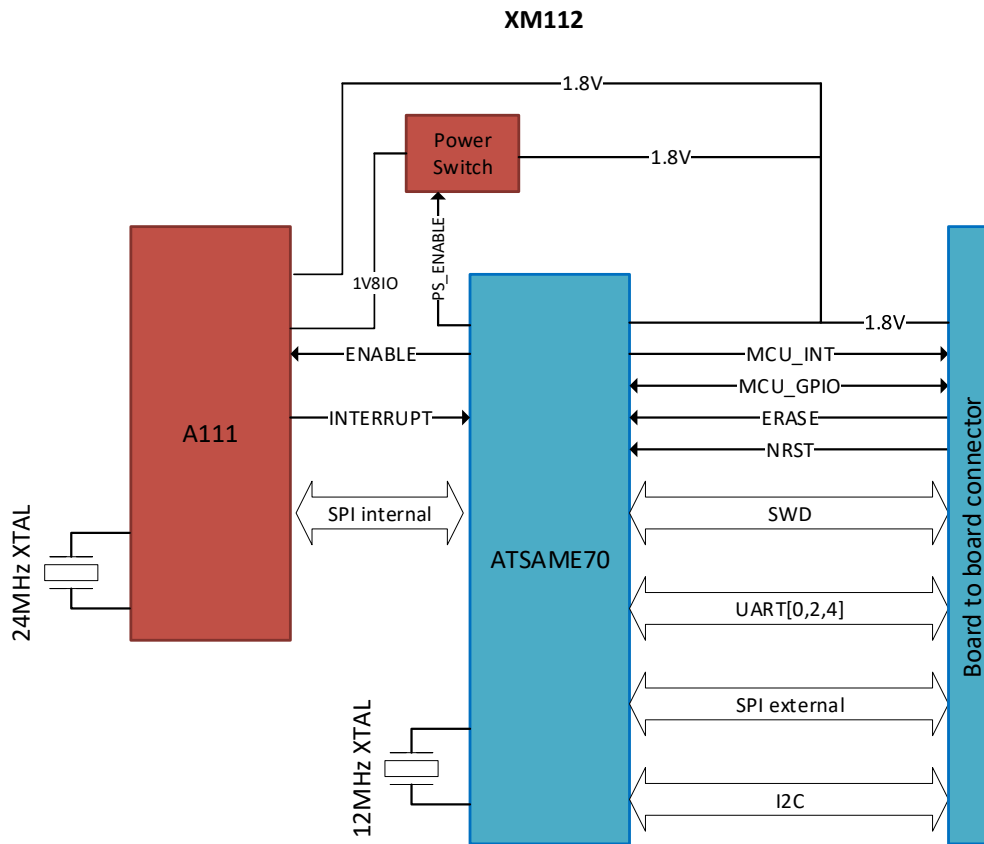 XM112
1.8V
Power
Switch
1.8V
PS_ENABLE
1V8IO
1.8V
ENABLE
MCU_INT
MCU_GPIO
INTERRUPT
ERASE
A111
NRST
SPI internal
SWD
ATSAME70
24MHz XTAL
UART[0,2,4]
Board to board connector
SPI external
12MHz XTAL
I2C